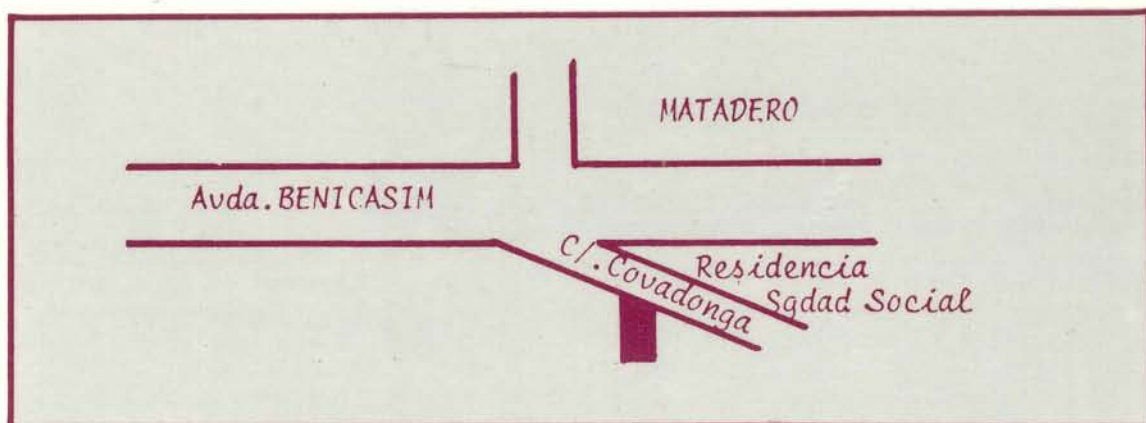 MATADERO
Avda. BENICASIM
C/. Covadonga
Residencia
Sgdad Social